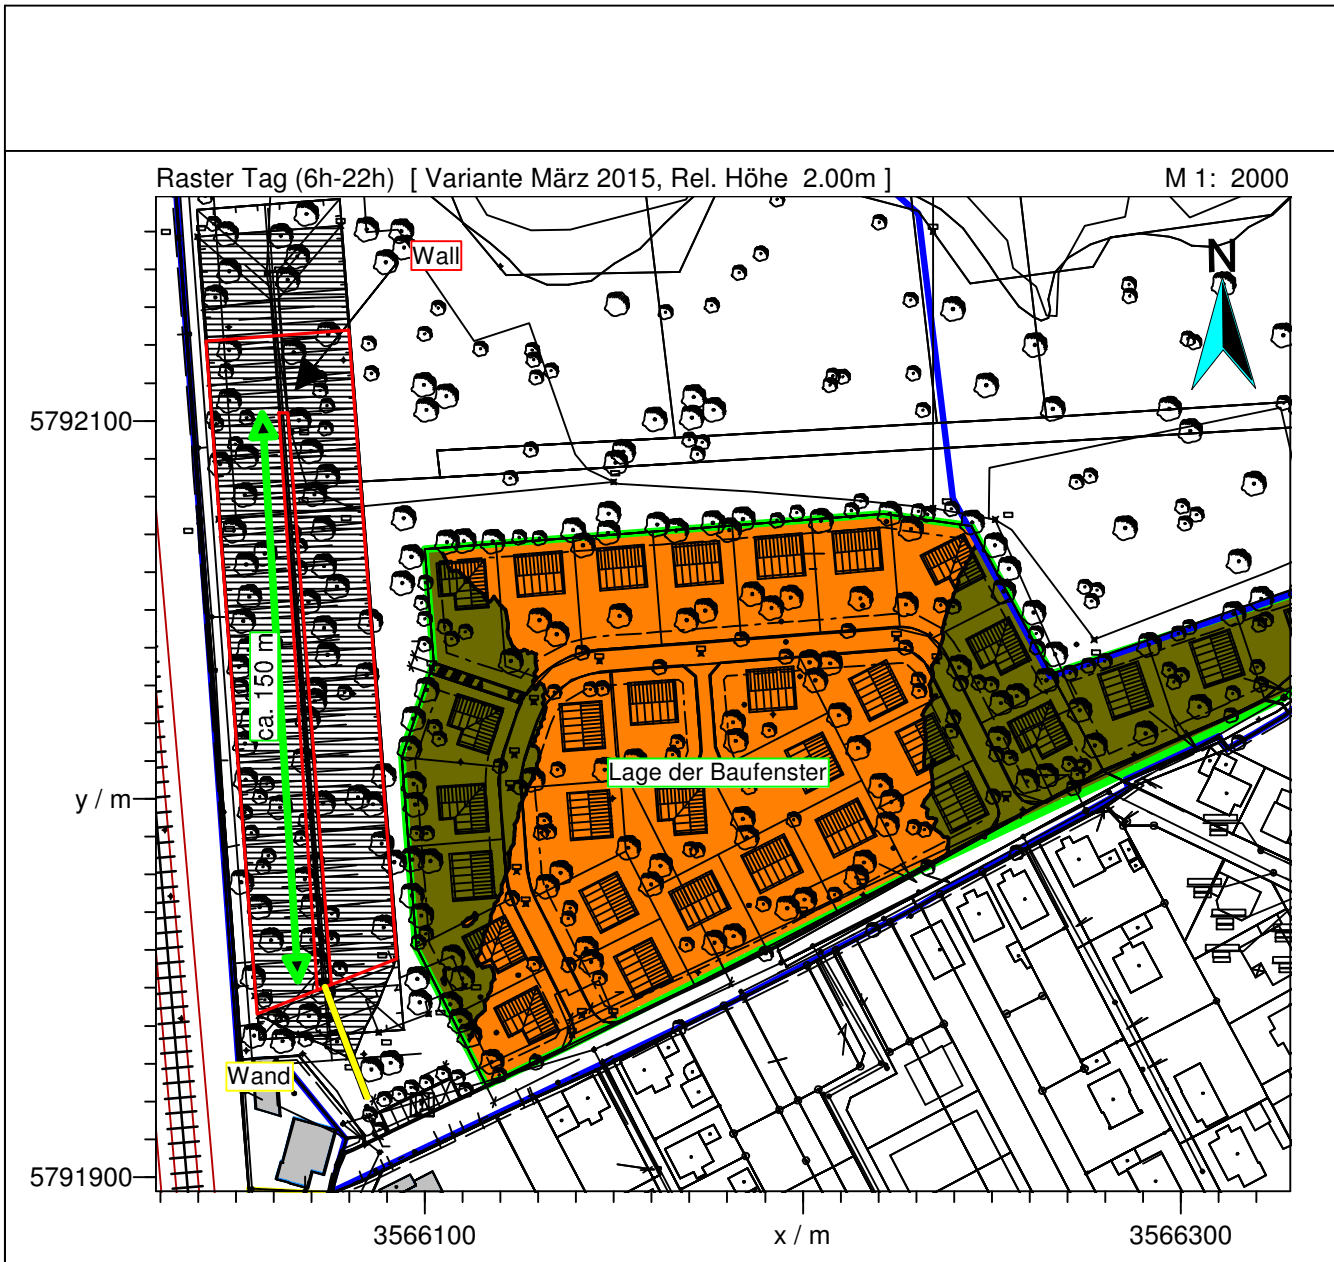 Raster Tag (6h-22h)  [ Variante März 2015, Rel. Höhe  2.00m ]
M 1:  2000
Wall
N
5792100
ca. 150 m
Lage der Baufenster
y / m
Wand
5791900
3566100
x / m
3566300